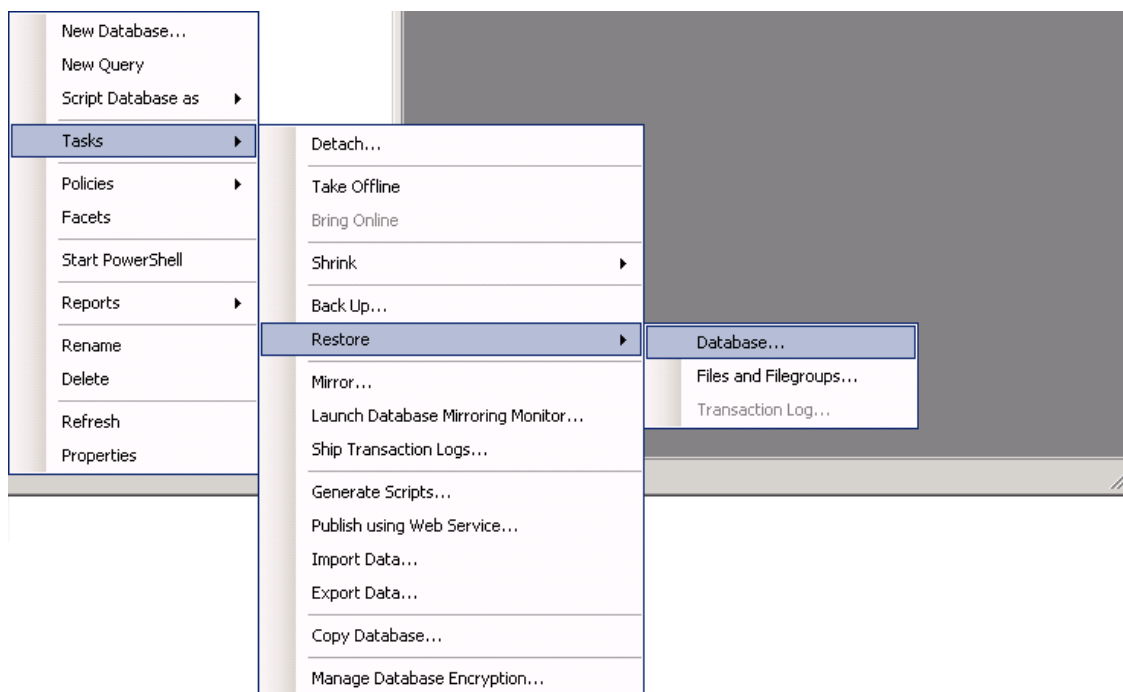 New Database...
New Query
Script Database as
Tasks
Policies
Facets
Start PowerShell
Reports
Rename
Delete
Refresh
Properties
Detach...
Take Offline
Bring Online
Shrink
Back Up...
Restore
Mirror...
Launch Database Mirroring Monitor...
Ship Transaction Logs...
Generate Scripts...
Publish using Web Service...
Import Data...
Export Data...
Copy Database...
Manage Database Encryption...
Database...
Files and Filegroups...
Transaction Log...